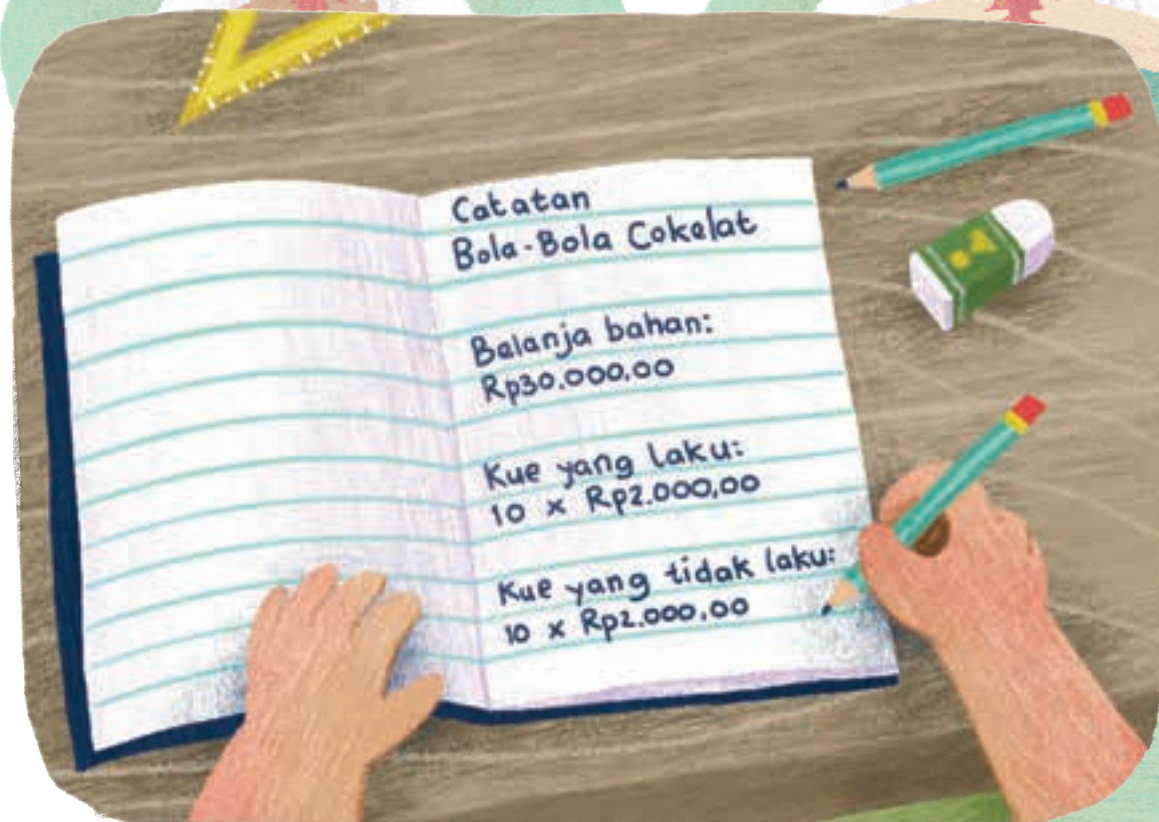 Catatan
Bola-Bola Cokelat
Belanja bahan:
Rp30.000,00
Kue yang laku:
10 x Rp2.000,00
Kue yang tidak laku:
10 x Rp2.000,00